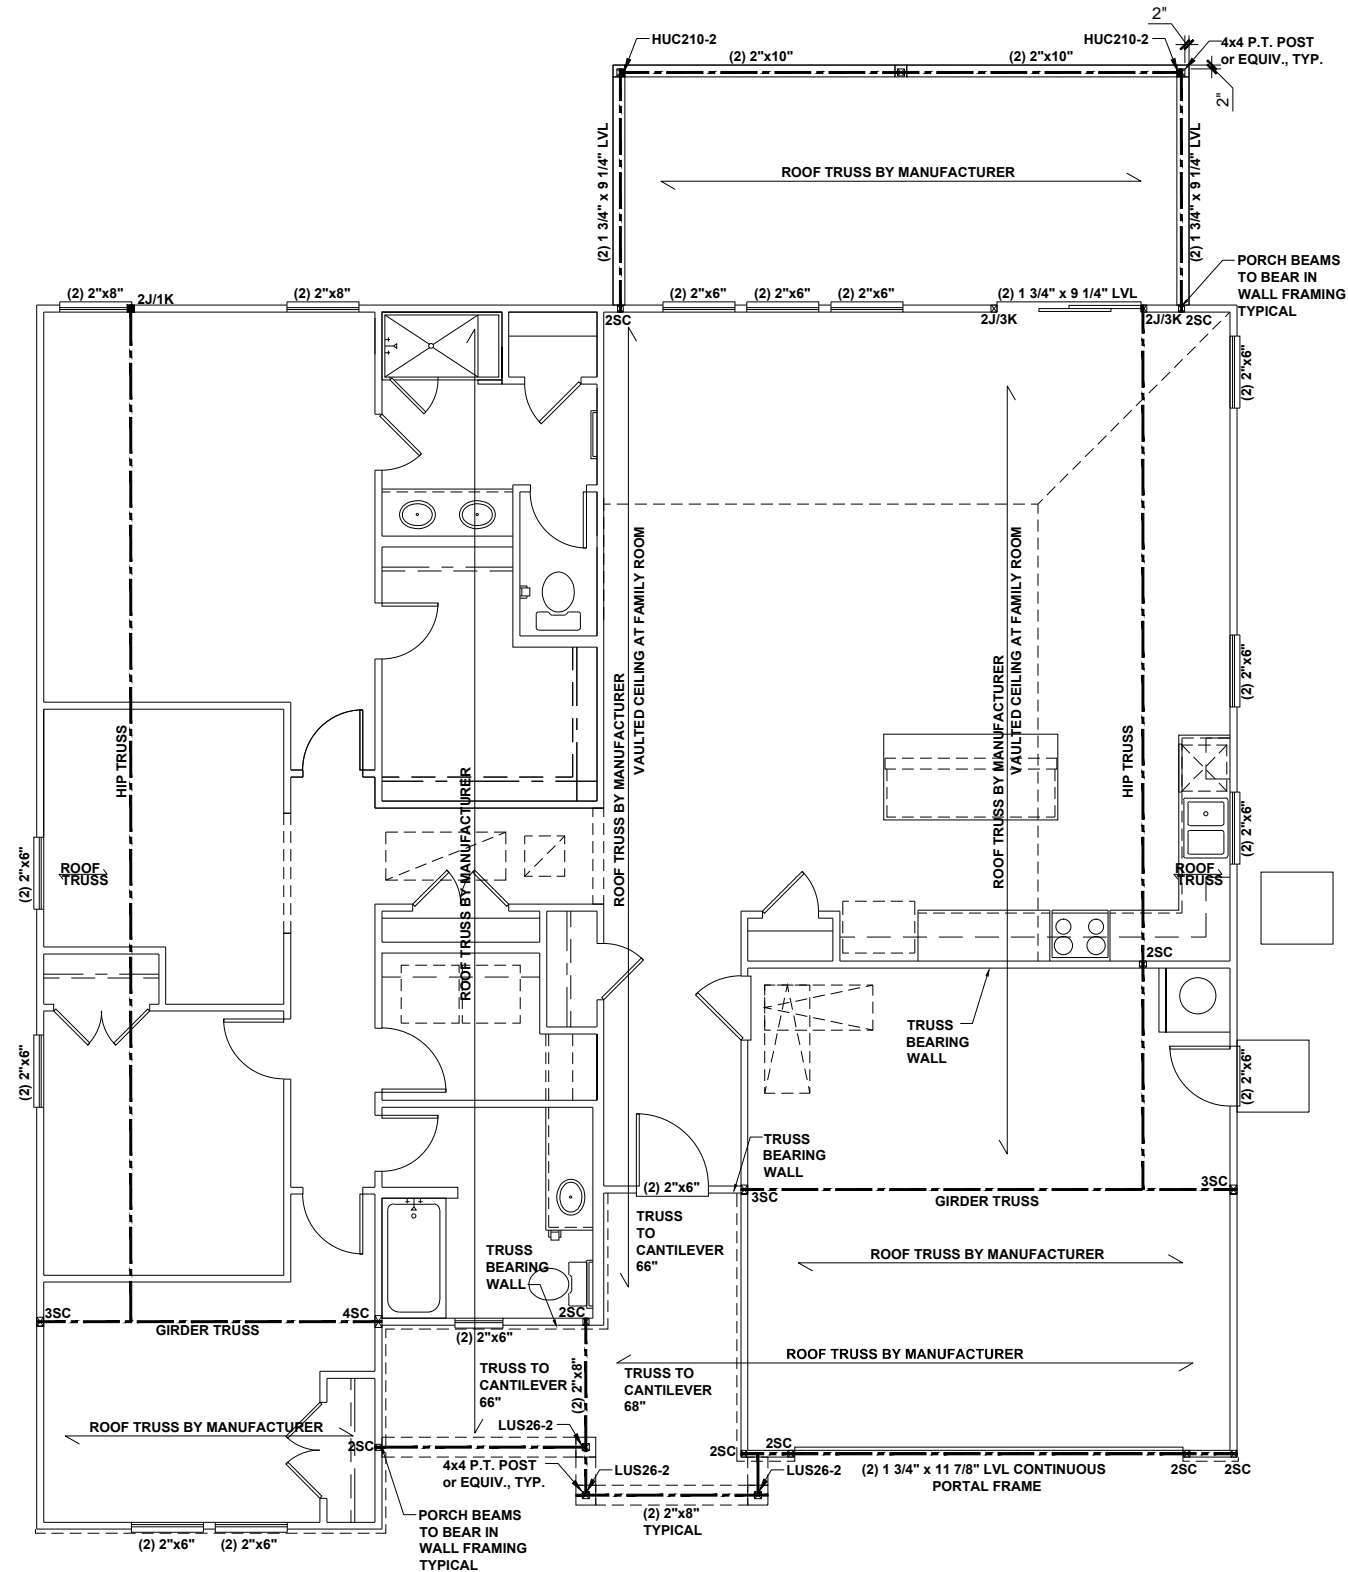 2"
HUC210-2
(2) 2"x10"
(2) 2"x10"
HUC210-2
4x4 P.T. POST
or EQUIV., TYP.
2"
(2) 1 3/4" x 9 1/4" LVL
ROOF TRUSS BY MANUFACTURER
(2) 1 3/4" x 9 1/4" LVL
PORCH BEAMS
TO BEAR IN
WALL FRAMING
TYPICAL
(2) 2"x8"
2J/1K
(2) 2"x8"
2SC
(2) 2"x6"
(2) 2"x6"
(2) 2"x6"
2J/3K
(2) 1 3/4" x 9 1/4" LVL
2J/3K
2SC
(2) 2"x6"
HIP TRUSS
ROOF TRUSS BY MANUFACTURER
ROOF TRUSS BY MANUFACTURER
VAULTED CEILING AT FAMILY ROOM
ROOF TRUSS BY MANUFACTURER
VAULTED CEILING AT FAMILY ROOM
HIP TRUSS
(2) 2"x6"
(2) 2"x6"
(2) 2"x6"
ROOF
TRUSS
ROOF
TRUSS
2SC
(2) 2"x6"
TRUSS
BEARING
WALL
(2) 2"x6"
TRUSS
BEARING
WALL
(2) 2"x6"
3SC
GIRDER TRUSS
3SC
TRUSS
TO
CANTILEVER
66"
TRUSS
BEARING
WALL
ROOF TRUSS BY MANUFACTURER
3SC
GIRDER TRUSS
4SC
2SC
(2) 2"x6"
ROOF TRUSS BY MANUFACTURER
TRUSS TO
CANTILEVER
66"
(2) 2"x8"
TRUSS TO
CANTILEVER
68"
ROOF TRUSS BY MANUFACTURER
2SC
LUS26-2
2SC
2SC
4x4 P.T. POST
or EQUIV., TYP.
LUS26-2
LUS26-2
(2) 1 3/4" x 11 7/8" LVL CONTINUOUS
PORTAL FRAME
2SC
2SC
(2) 2"x8"
TYPICAL
PORCH BEAMS
TO BEAR IN
WALL FRAMING
TYPICAL
(2) 2"x6"
(2) 2"x6"